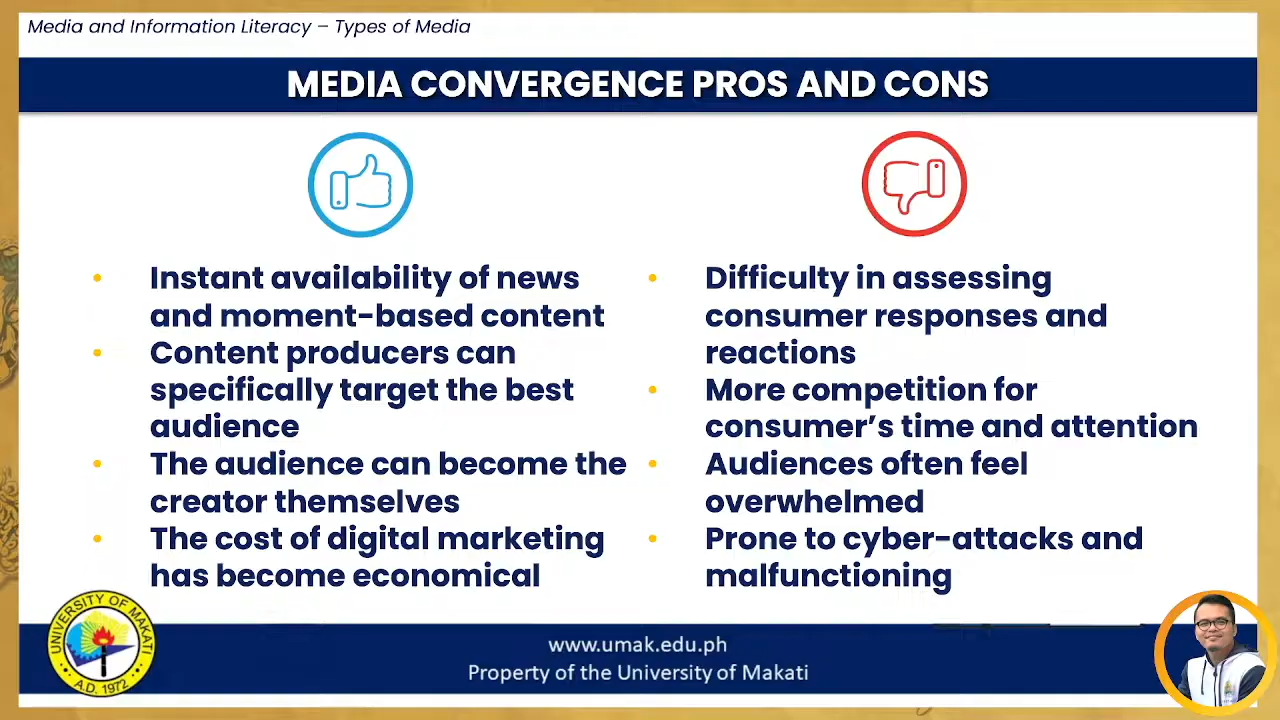 Media and Information Literacy – Types of Media
MEDIA CONVERGENCE PROS AND CONS
• Instant availability of news
and moment-based content
• Content producers can
specifically target the best
audience
• The audience can become the
creator themselves
• The cost of digital marketing
has become economical
• Difficulty in assessing
consumer responses and
reactions
• More competition for
consumer’s time and attention
• Audiences often feel
overwhelmed
• Prone to cyber-attacks and
malfunctioning
UNIVERSITY OF MAKATI
A.D. 1972
www.umak.edu.ph
Property of the University of Makati